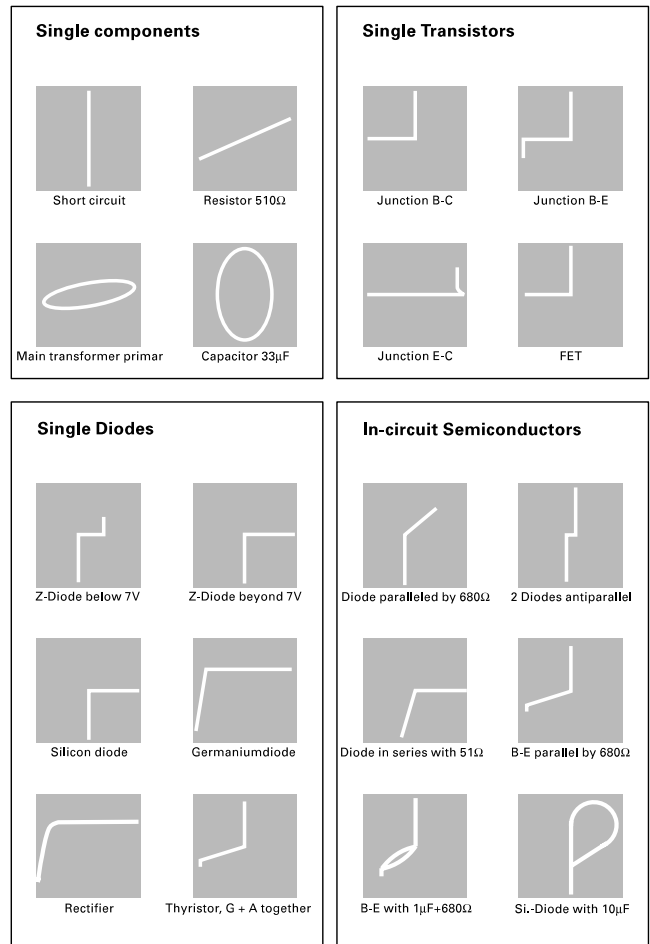 Single components
Short circuit
Resistor 510Ω
Main transformer primar
Capacitor 33µF
Single Transistors
Junction B-C
Junction B-E
Junction E-C
FET
Single Diodes
Z-Diode below 7V
Z-Diode beyond 7V
Silicon diode
Germaniumdiode
Rectifier
Thyristor, G + A together
In-circuit Semiconductors
Diode paralleled by 680Ω
2 Diodes antiparallel
Diode in series with 51Ω
B-E parallel by 680Ω
B-E with 1µF+680Ω
Si.-Diode with 10µF